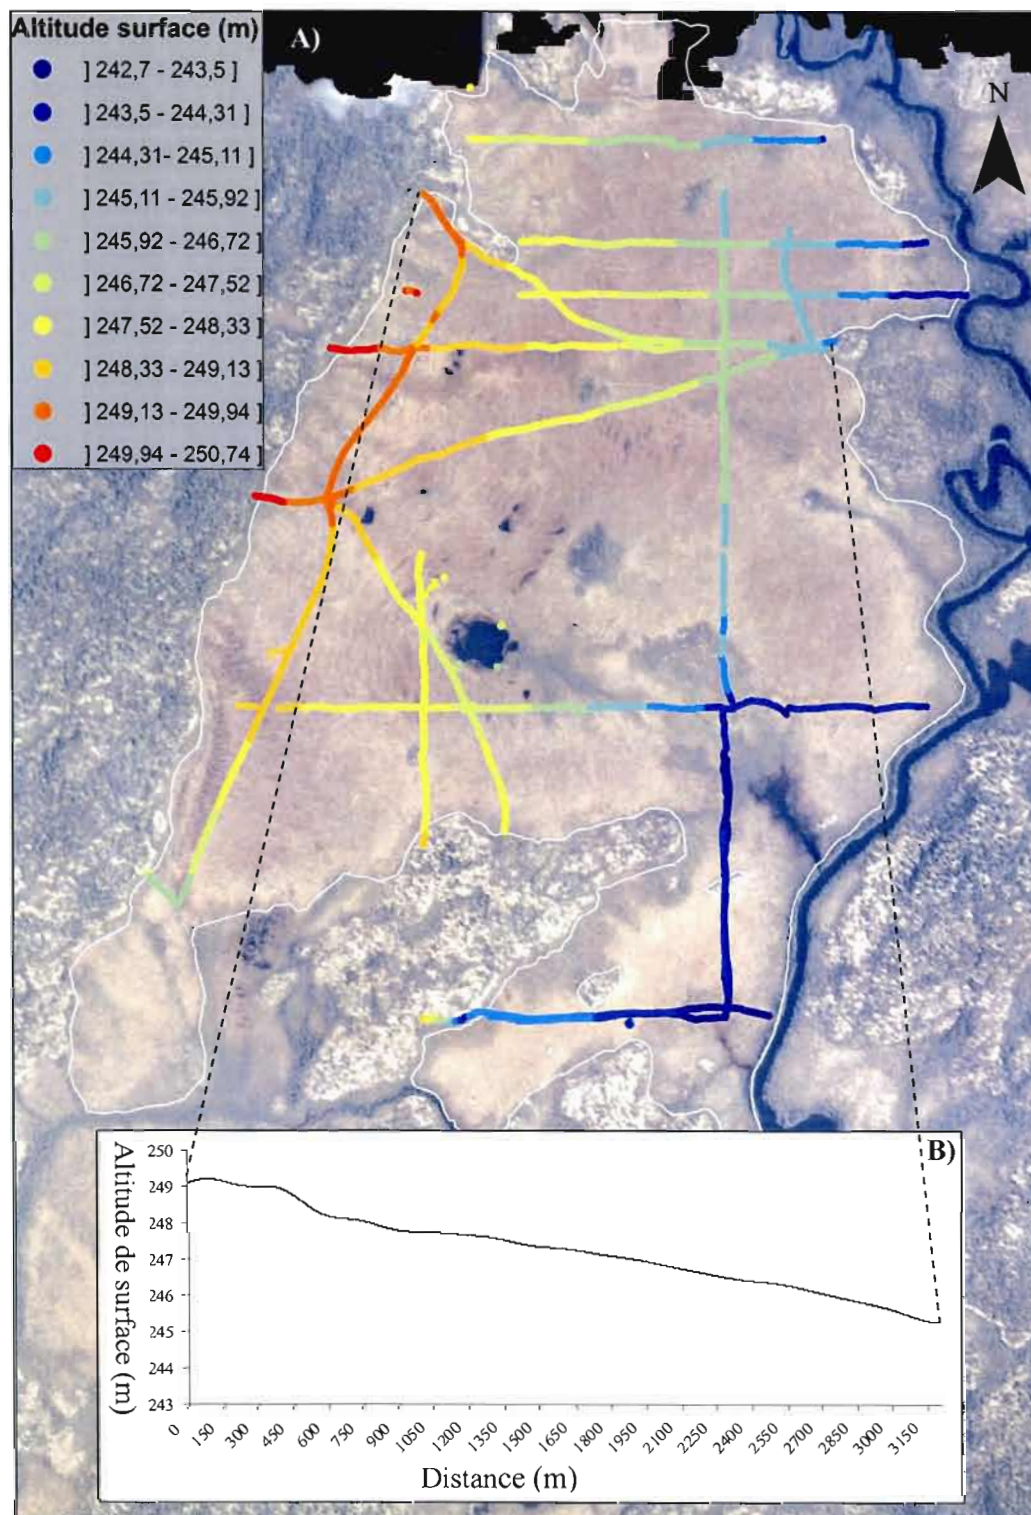 Altitude surface (m)
] 242,7 - 243,5 ]
] 243,5 - 244,31 ]
] 244,31- 245,11 ]
] 245,11 - 245,92 ]
] 245,92 - 246,72 ]
] 246,72 - 247,52 ]
] 247,52 - 248,33 ]
] 248,33 - 249,13 ]
] 249,13 - 249,94 ]
] 249,94 - 250,74 ]
A)
N
B)
Altitude de surface (m)
250
249
248
247
246
245
244
243
0 150 300 450 600 750 900 1050 1200 1350 1500 1650 1800 1950 2100 2250 2400 2550 2700 2850 3000 3150
Distance (m)